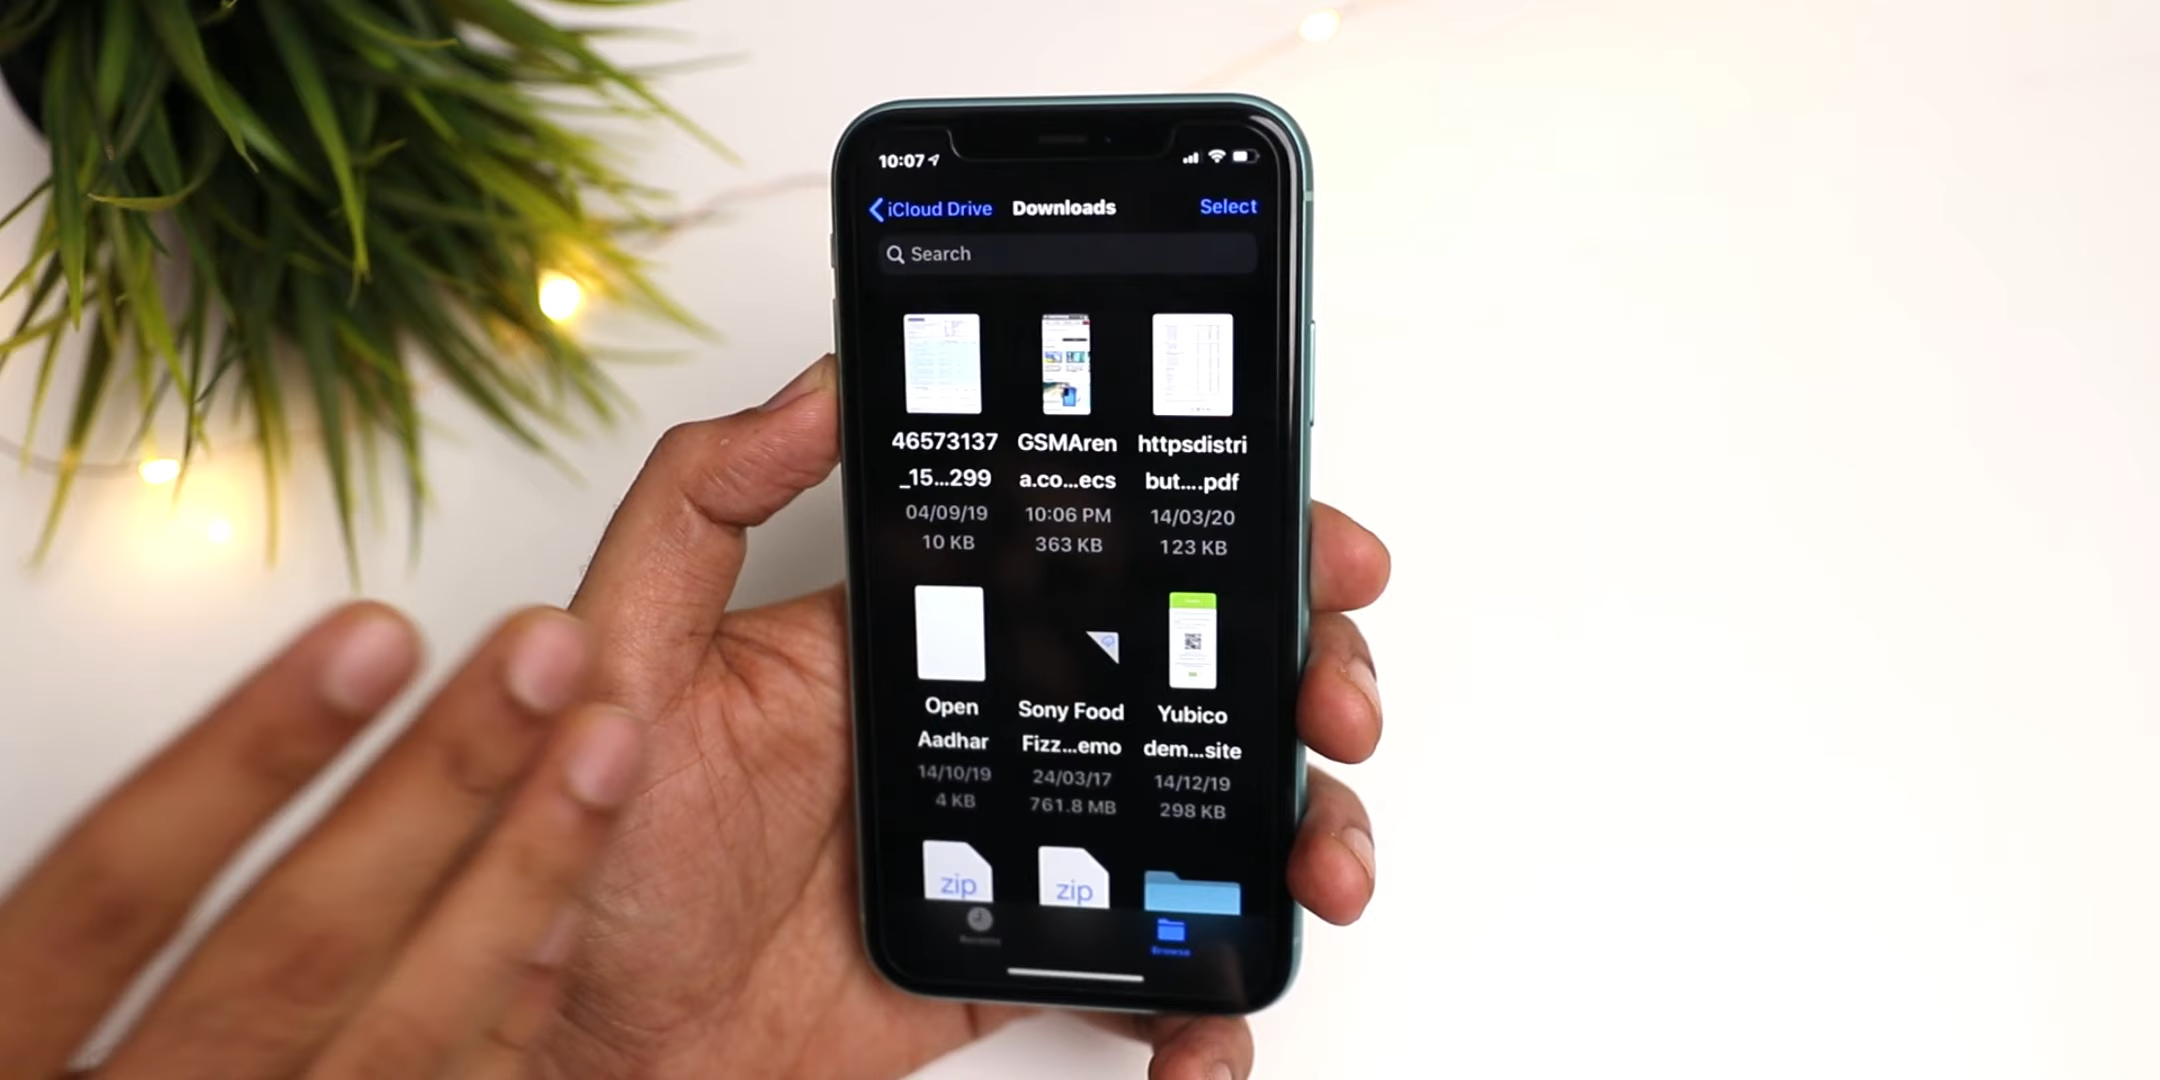 10:07
iCloud Drive Downloads Select
Search
46573137
_15...299
04/09/19
10 KB
GSMAren
a.co...ecs
10:06 PM
363 KB
httpsdistri
but....pdf
14/03/20
123 KB
Open
Aadhar
14/10/19
4 KB
Sony Food
Fizz...emo
24/03/17
761.8 MB
Yubico
dem...site
14/12/19
298 KB
zip
zip
Recents
Browse